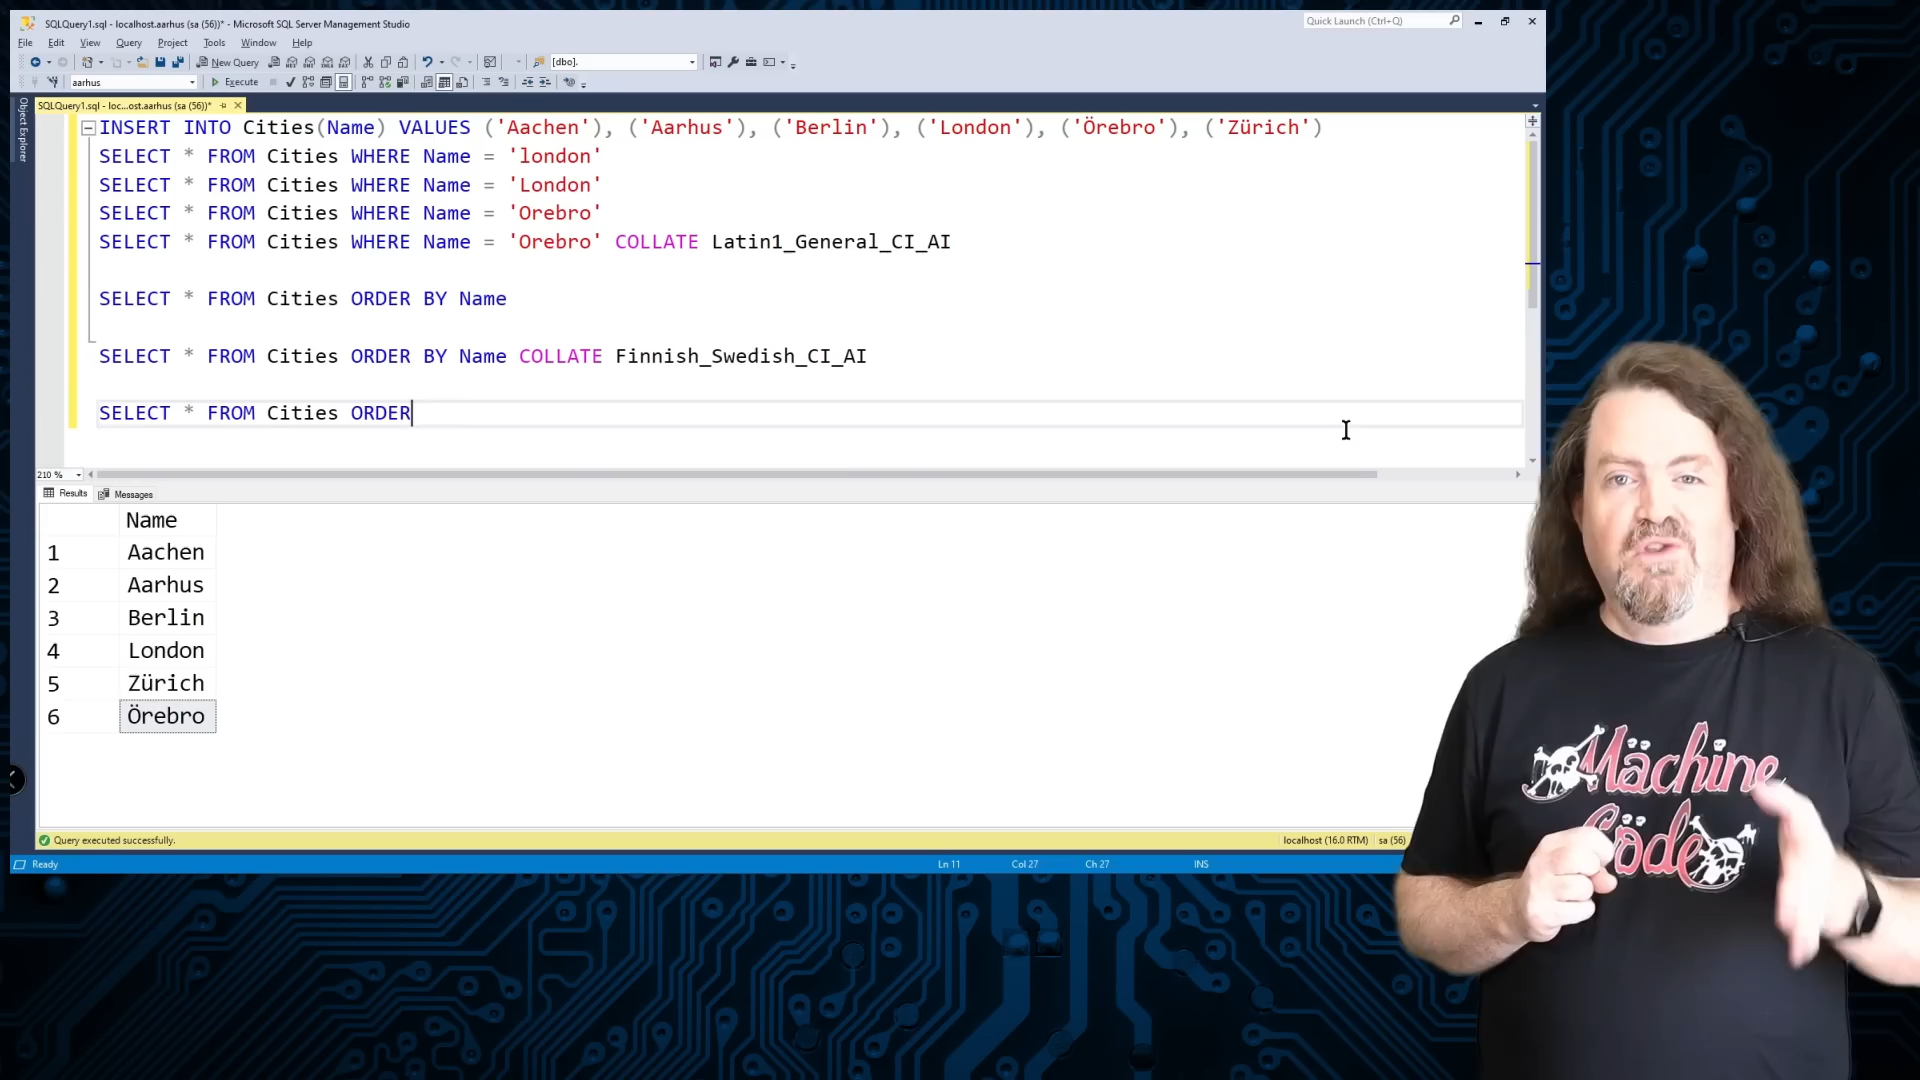 SQLQuery1.sql - localhost.aarhus (sa (56))* - Microsoft SQL Server Management Studio
Quick Launch (Ctrl+Q)
File Edit View Query Project Tools Window Help
New Query
[dbo].
aarhus
Execute
SQLQuery1.sql - loc...ost.aarhus (sa (56))*
Object Explorer
INSERT INTO Cities(Name) VALUES ('Aachen'), ('Aarhus'), ('Berlin'), ('London'), ('Örebro'), ('Zürich')
SELECT * FROM Cities WHERE Name = 'london'
SELECT * FROM Cities WHERE Name = 'London'
SELECT * FROM Cities WHERE Name = 'Orebro'
SELECT * FROM Cities WHERE Name = 'Orebro' COLLATE Latin1_General_CI_AI
SELECT * FROM Cities ORDER BY Name
SELECT * FROM Cities ORDER BY Name COLLATE Finnish_Swedish_CI_AI
SELECT * FROM Cities ORDER
210 %
Results Messages
Name
1 Aachen
2 Aarhus
3 Berlin
4 London
5 Zürich
6 Örebro
Query executed successfully.
localhost (16.0 RTM) sa (56)
Ready
Ln 11 Col 27 Ch 27 INS
Mächine
Cöde